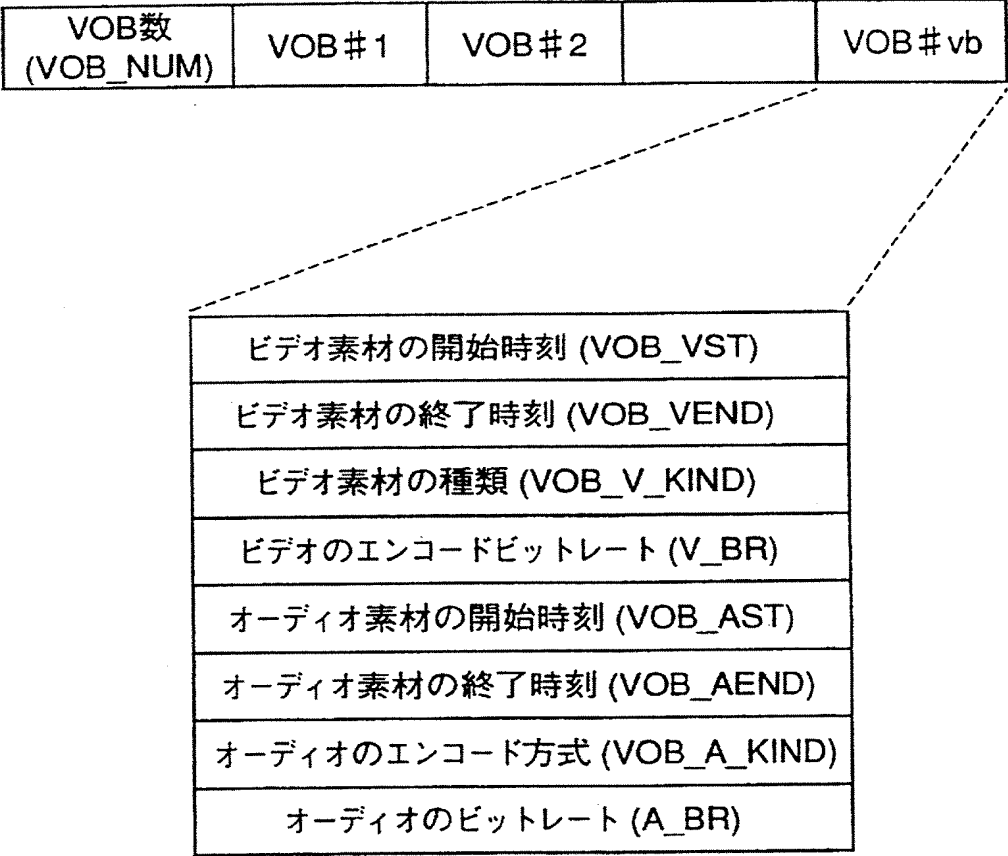 VOB数
(VOB_NUM)
VOB♯1
VOB♯2
VOB♯vb
ビデオ素材の開始時刻 (VOB_VST)
ビデオ素材の終了時刻 (VOB_VEND)
ビデオ素材の種類 (VOB_V_KIND)
ビデオのエンコードビットレート (V_BR)
オーディオ素材の開始時刻 (VOB_AST)
オーディオ素材の終了時刻 (VOB_AEND)
オーディオのエンコード方式 (VOB_A_KIND)
オーディオのビットレート (A_BR)